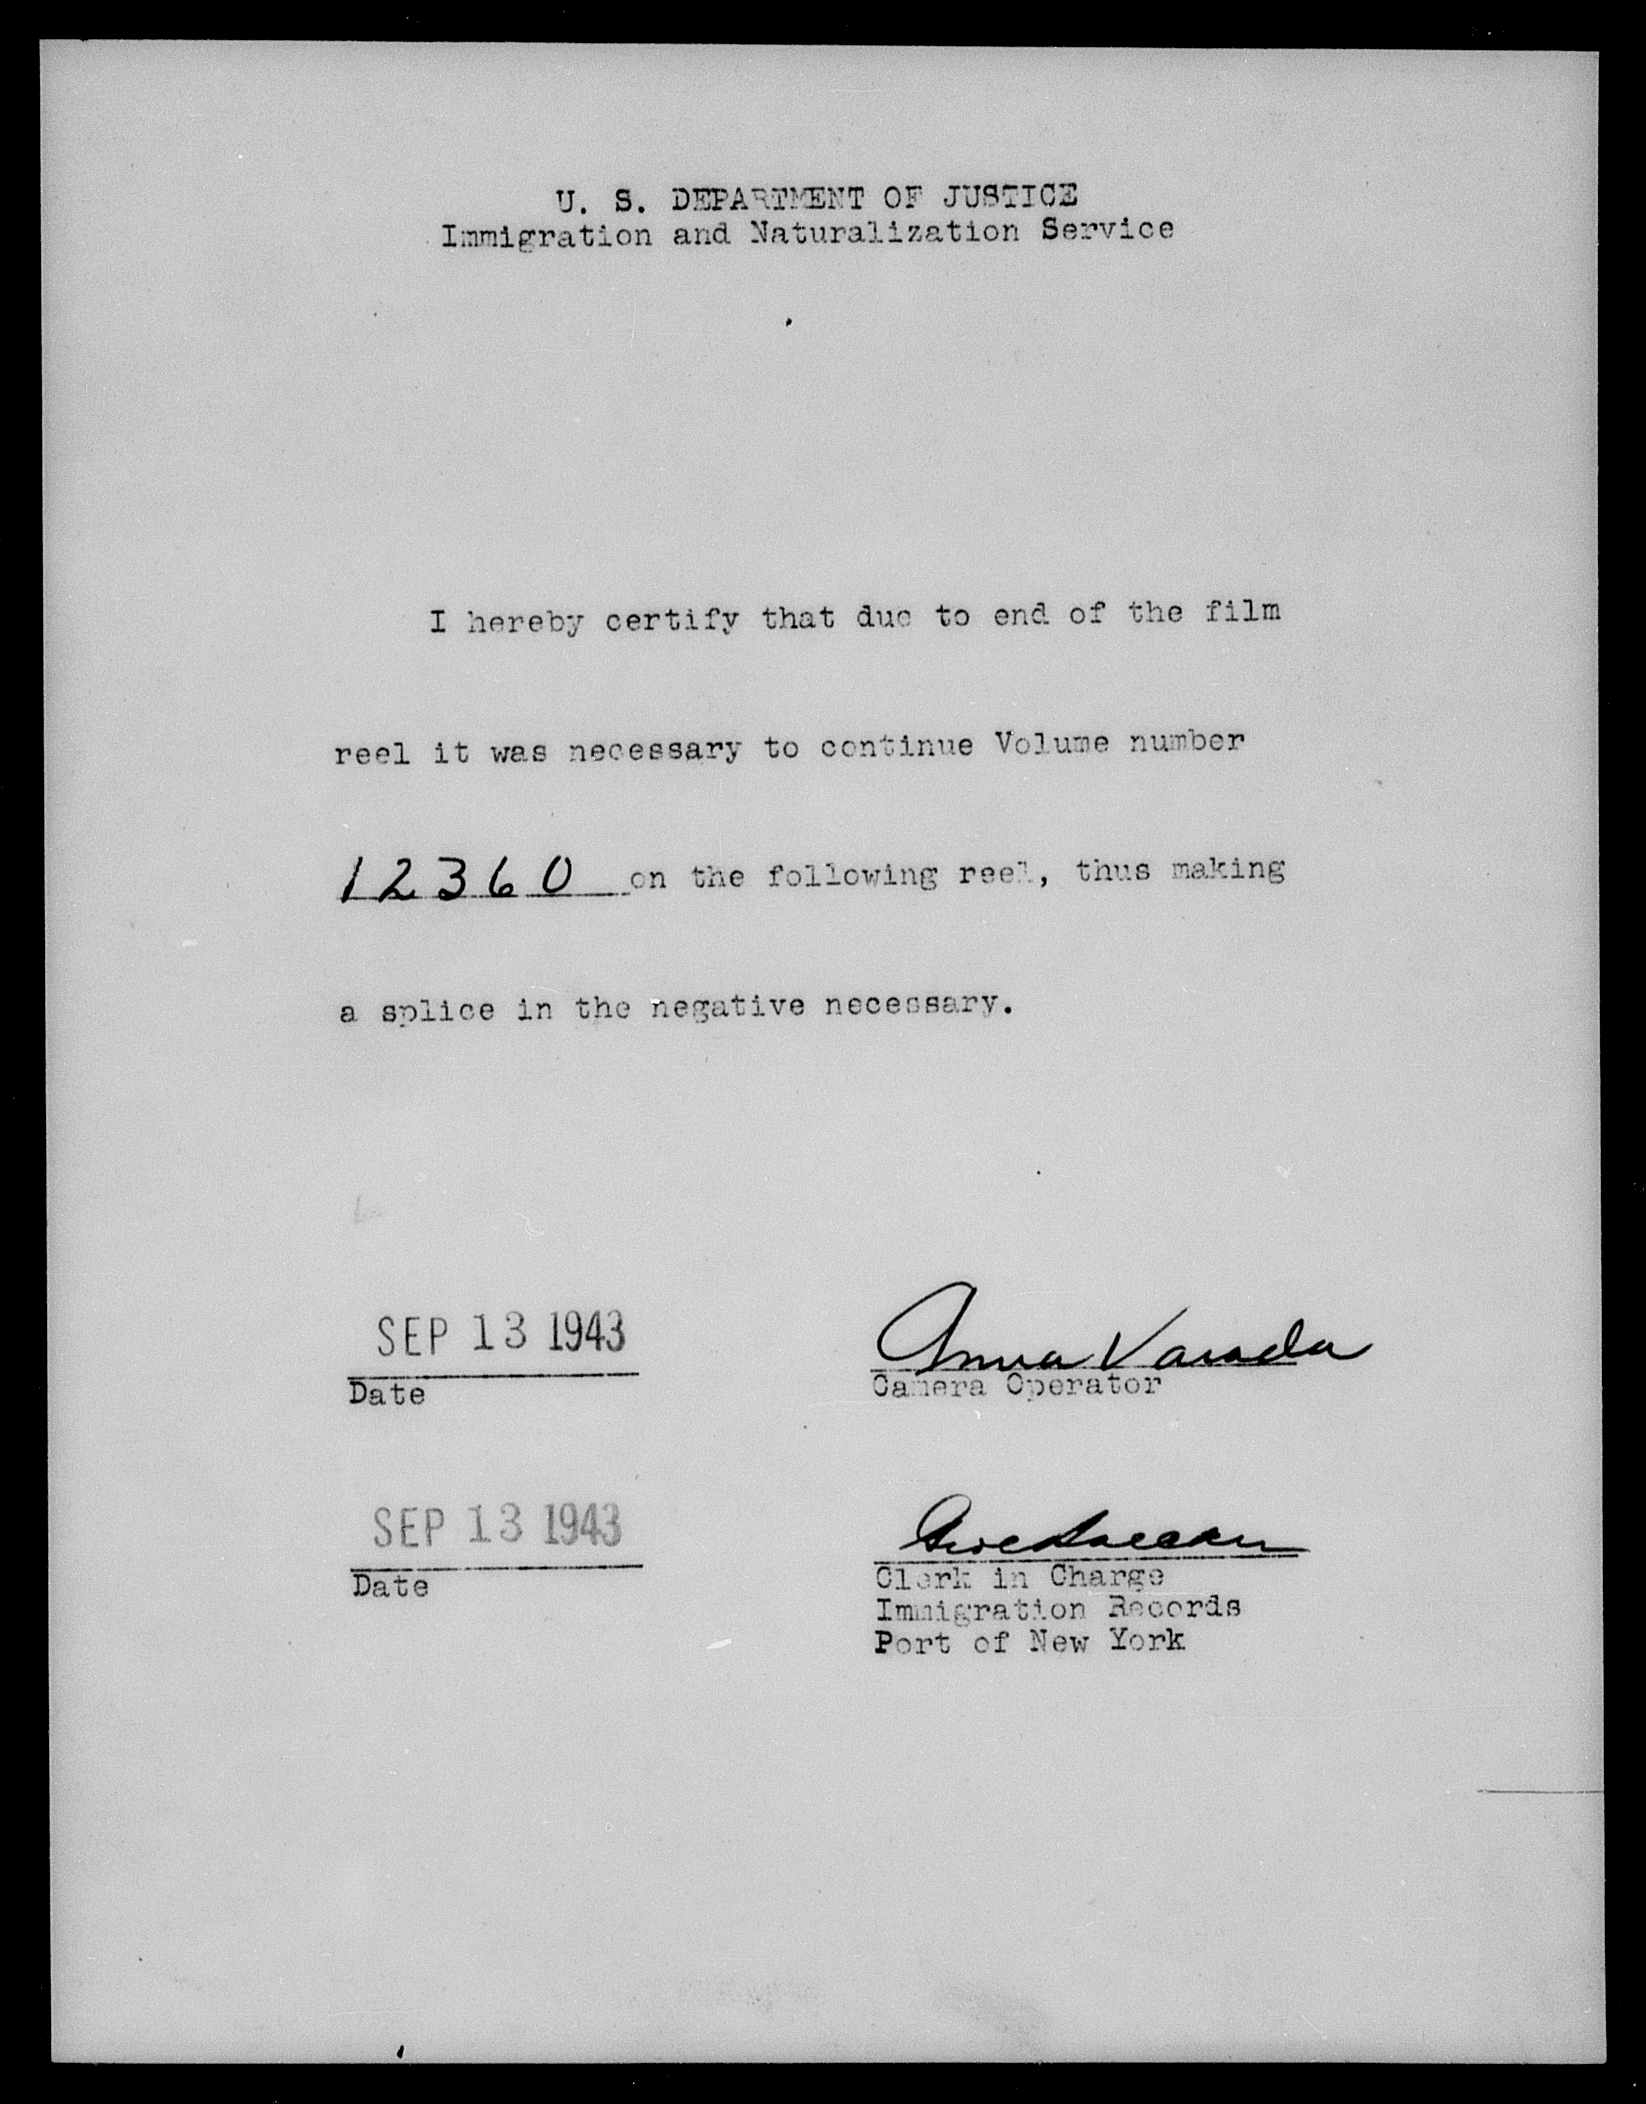 U. S. DEPARTMENT OF JUSTICE
Immigration and Naturalization Service
I hereby certify that due to end of the film
reel it was necessary to continue Volume number
12360 on the following reel, thus making
a splice in the negative necessary.
SEP 13 1943
Date
Anna
Camera Operator
SEP 13 1943
Date
Clerk in Charge
Immigration Records
Port of New York